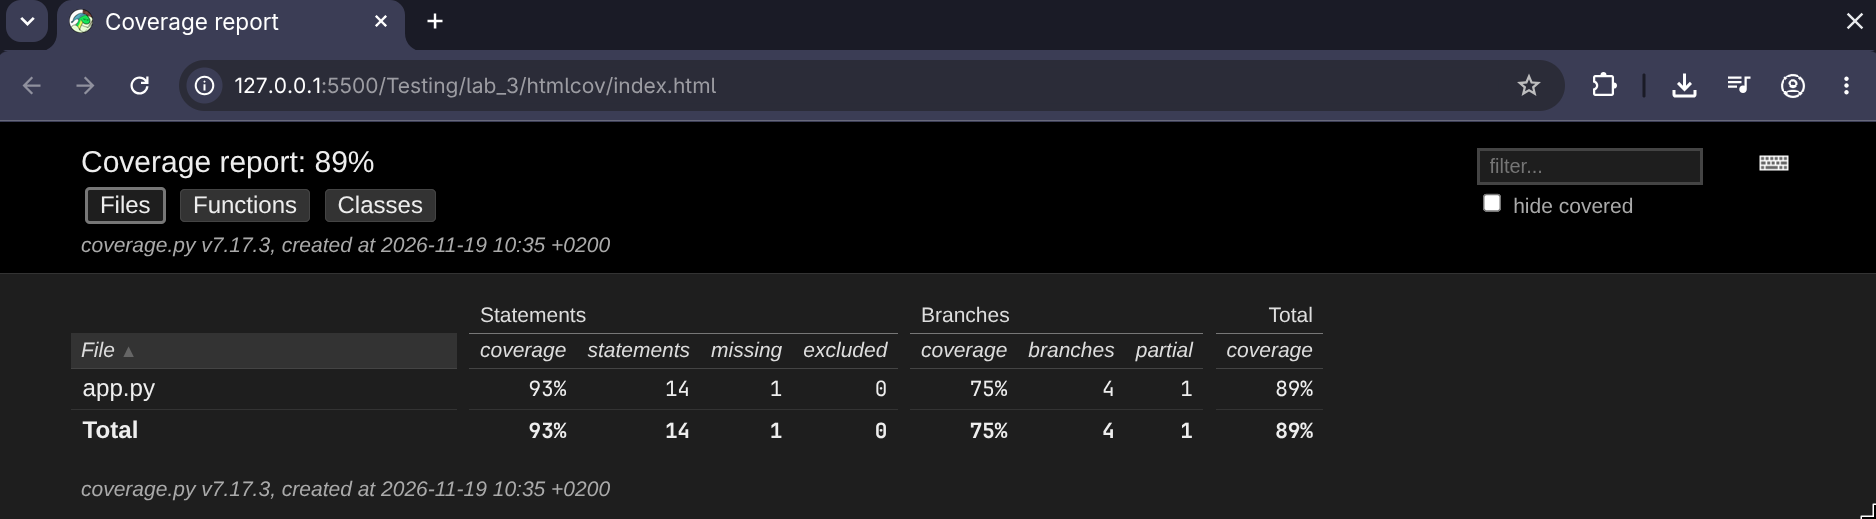 Coverage report
127.0.0.1:5500/Testing/lab_3/htmlcov/index.html
Coverage report: 89%
filter...
Files Functions Classes
hide covered
coverage.py v7.17.3, created at 2026-11-19 10:35 +0200
Statements Branches Total
File ▲ coverage statements missing excluded coverage branches partial coverage
app.py 93% 14 1 0 75% 4 1 89%
Total 93% 14 1 0 75% 4 1 89%
coverage.py v7.17.3, created at 2026-11-19 10:35 +0200